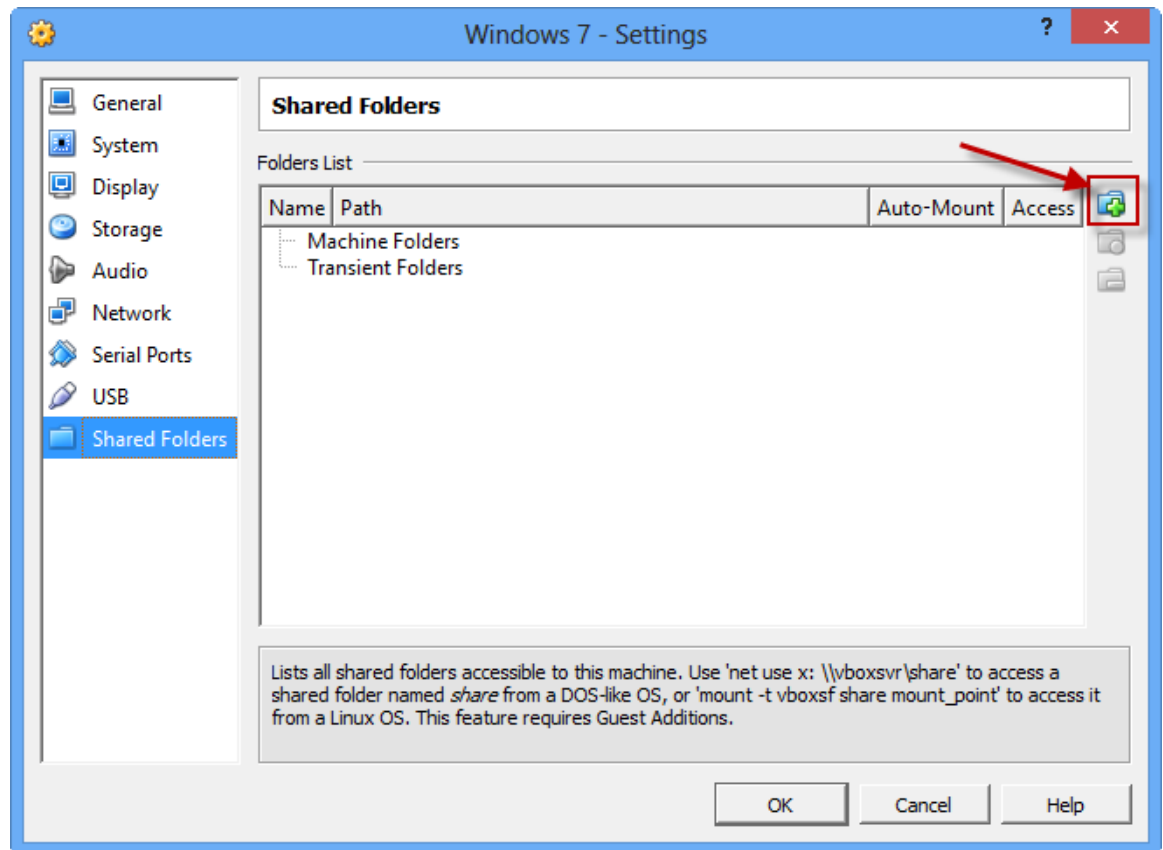 Windows 7 - Settings
?
General
System
Display
Storage
Audio
Network
Serial Ports
USB
Shared Folders
Shared Folders
Folders List
Name Path Auto-Mount Access
Machine Folders
Transient Folders
Lists all shared folders accessible to this machine. Use 'net use x: \\vboxsvr\share' to access a
shared folder named share from a DOS-like OS, or 'mount -t vboxsf share mount_point' to access it
from a Linux OS. This feature requires Guest Additions.
OK Cancel Help